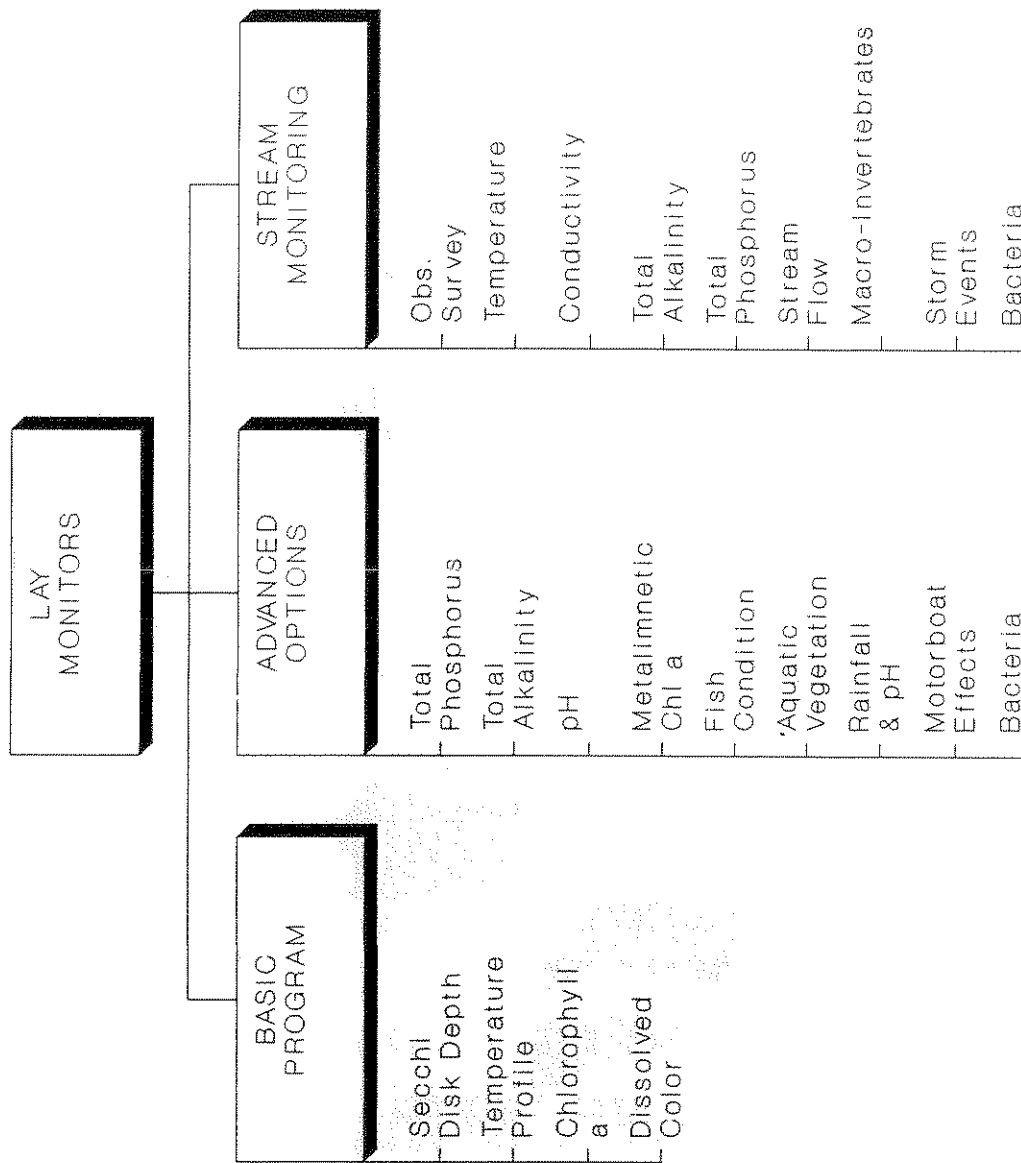 LAY
MONITORS
BASIC
PROGRAM
Secchl
Disk Depth
Temperature
Profile
Chlorophyll
a
Dissolved
Color
ADVANCED
OPTIONS
Total
Phosphorus
Total
Alkalinity
pH
Metalimnetic
Chl a
Fish
Condition
'Aquatic
Vegetation
Rainfall
& pH
Motorboat
Effects
Bacteria
STREAM
MONITORING
Obs.
Survey
Temperature
Conductivity
Total
Alkalinity
Total
Phosphorus
Stream
Flow
Macro-Invertebrates
Storm
Events
Bacteria